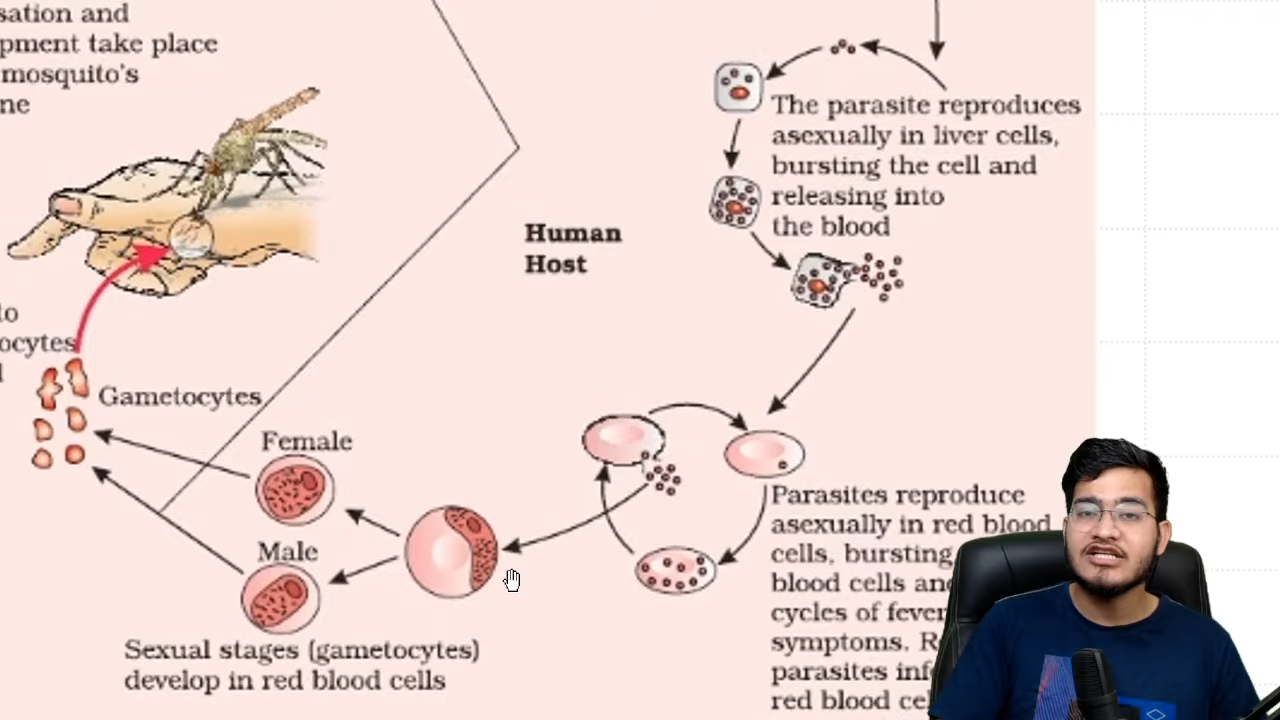 sation and
pment take place
mosquito's
ne
The parasite reproduces
asexually in liver cells,
bursting the cell and
releasing into
the blood
Human
Host
ocytes
Gametocytes
Female
Male
Sexual stages (gametocytes)
develop in red blood cells
Parasites reproduce
asexually in red blood
cells, bursting
blood cells and
cycles of fever
symptoms.
parasites
red blood